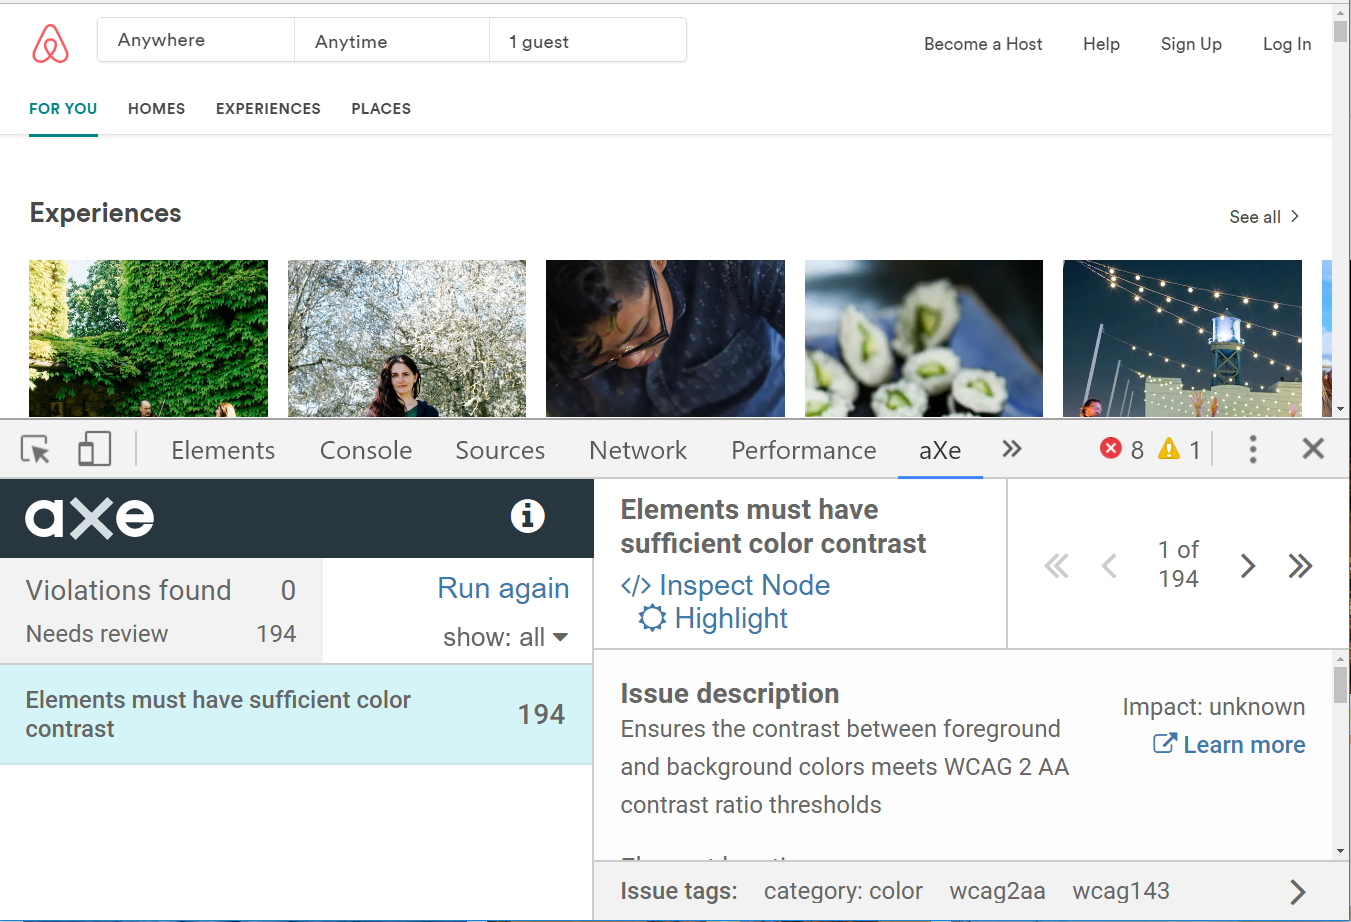 Anywhere
Anytime
1 guest
Become a Host
Help
Sign Up
Log In
FOR YOU
HOMES
EXPERIENCES
PLACES
Experiences
See all
Elements
Console
Sources
Network
Performance
aXe
8
1
axe
Violations found 0
Run again
Needs review 194
show: all
Elements must have sufficient color
contrast
194
Elements must have
sufficient color contrast
</> Inspect Node
Highlight
1 of
194
Issue description
Impact: unknown
Learn more
Ensures the contrast between foreground
and background colors meets WCAG 2 AA
contrast ratio thresholds
Issue tags: category: color wcag2aa wcag143